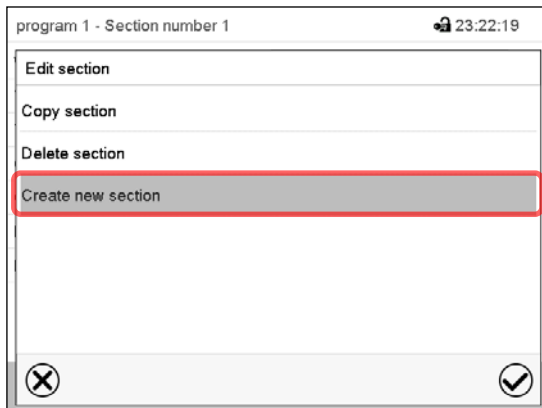 program 1 - Section number 1 23:22:19
Edit section
Copy section
Delete section
Create new section